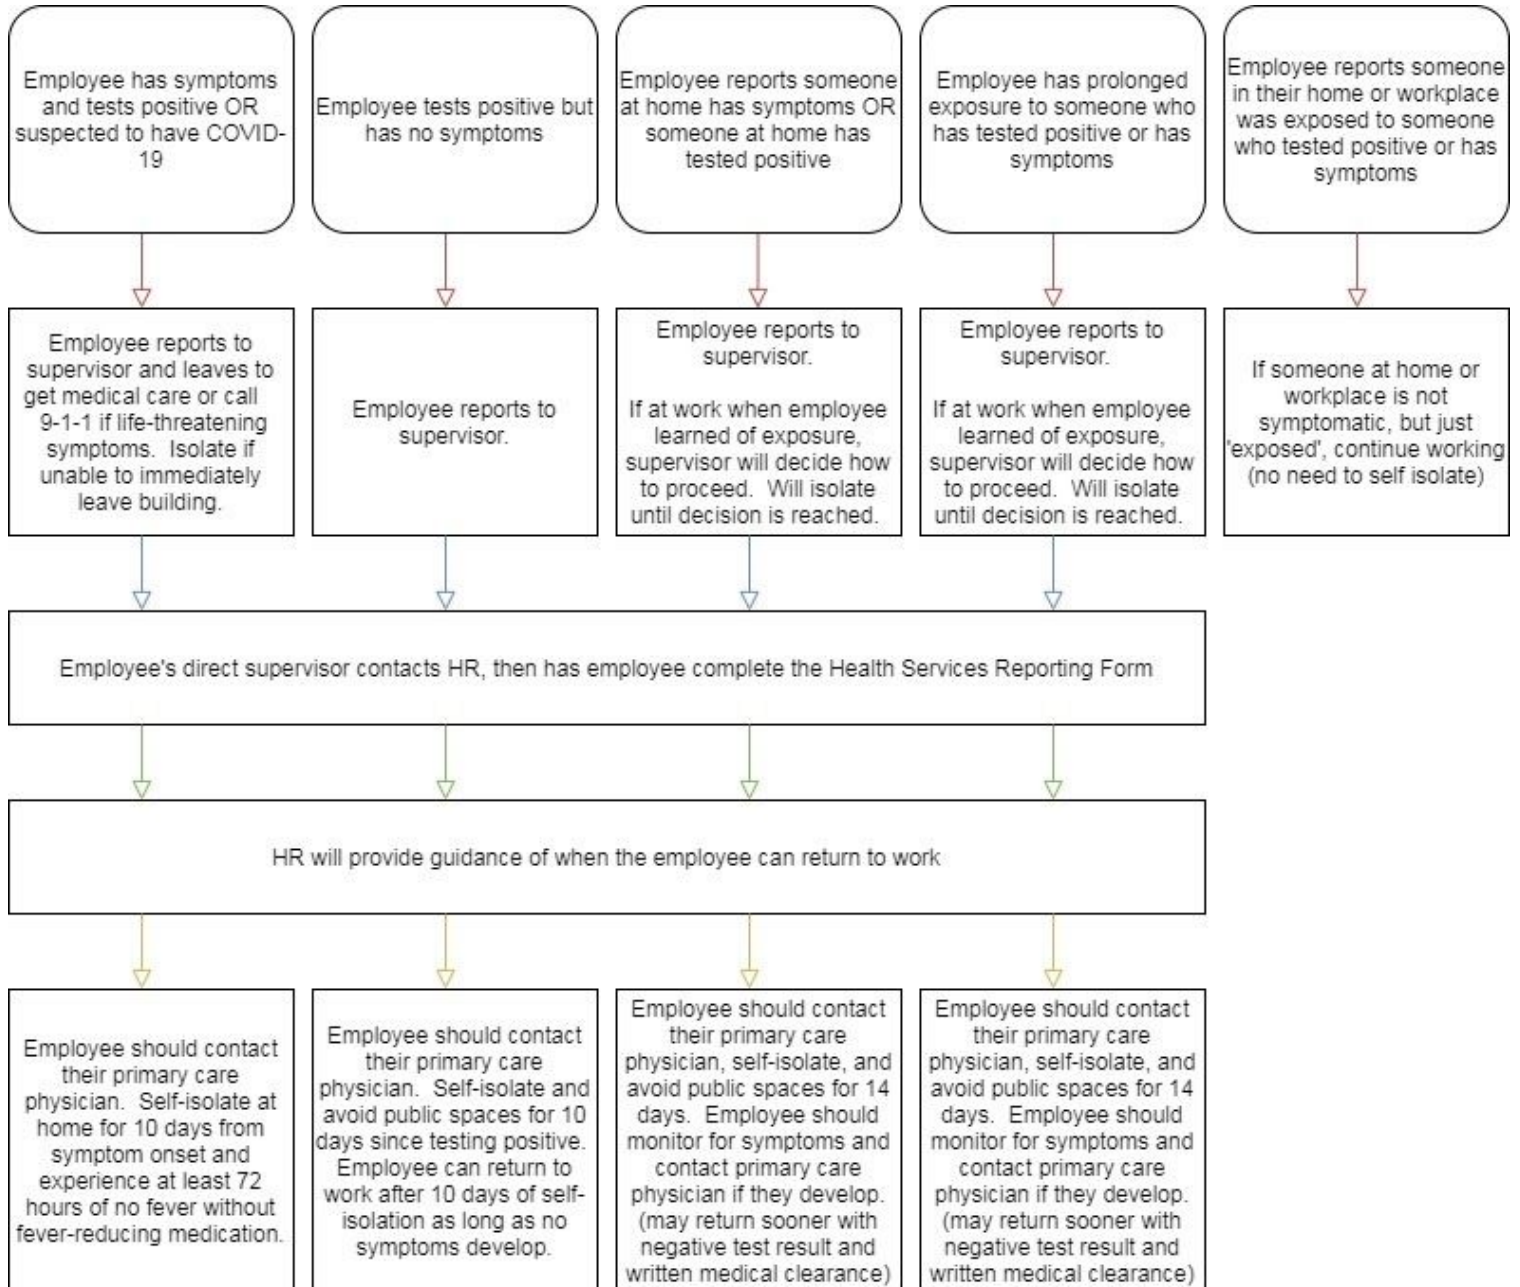 Employee has symptoms
and tests positive OR
suspected to have COVID-
19
Employee tests positive but
has no symptoms
Employee reports someone
at home has symptoms OR
someone at home has
tested positive
Employee has prolonged
exposure to someone who
has tested positive or has
symptoms
Employee reports someone
in their home or workplace
was exposed to someone
who tested positive or has
symptoms
Employee reports to
supervisor and leaves to
get medical care or call
9-1-1 if life-threatening
symptoms. Isolate if
unable to immediately
leave building.
Employee reports to
supervisor.
Employee reports to
supervisor.
If at work when employee
learned of exposure,
supervisor will decide how
to proceed. Will isolate
until decision is reached.
Employee reports to
supervisor.
If at work when employee
learned of exposure,
supervisor will decide how
to proceed. Will isolate
until decision is reached.
If someone at home or
workplace is not
symptomatic, but just
'exposed', continue working
(no need to self isolate)
Employee's direct supervisor contacts HR, then has employee complete the Health Services Reporting Form
HR will provide guidance of when the employee can return to work
Employee should contact
their primary care
physician. Self-isolate at
home for 10 days from
symptom onset and
experience at least 72
hours of no fever without
fever-reducing medication.
Employee should contact
their primary care
physician. Self-isolate and
avoid public spaces for 10
days since testing positive.
Employee can return to
work after 10 days of self-
isolation as long as no
symptoms develop.
Employee should contact
their primary care
physician, self-isolate, and
avoid public spaces for 14
days. Employee should
monitor for symptoms and
contact primary care
physician if they develop.
(may return sooner with
negative test result and
written medical clearance)
Employee should contact
their primary care
physician, self-isolate, and
avoid public spaces for 14
days. Employee should
monitor for symptoms and
contact primary care
physician if they develop.
(may return sooner with
negative test result and
written medical clearance)